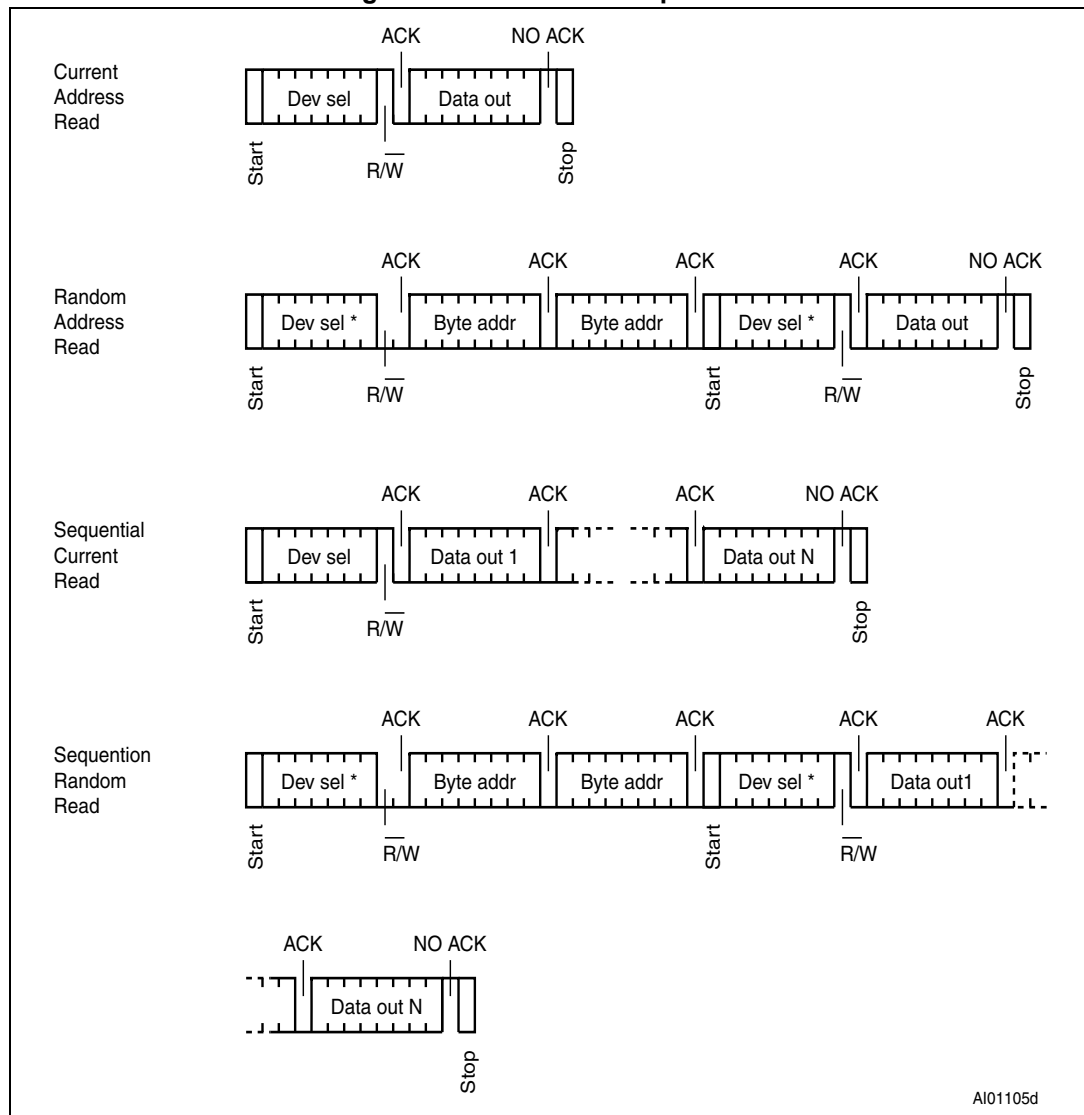 ACK NO ACK
Current
Address
Read
Dev sel Data out
Start R/W̅ Stop
ACK ACK ACK ACK NO ACK
Random
Address
Read
Dev sel * Byte addr Byte addr Dev sel * Data out
Start R/W̅ Start R/W̅ Stop
ACK ACK ACK NO ACK
Sequential
Current
Read
Dev sel Data out 1 Data out N
Start R/W̅ Stop
ACK ACK ACK ACK ACK
Sequention
Random
Read
Dev sel * Byte addr Byte addr Dev sel * Data out1
Start R̅/W Start R̅/W
ACK NO ACK
Data out N
Stop
AI01105d